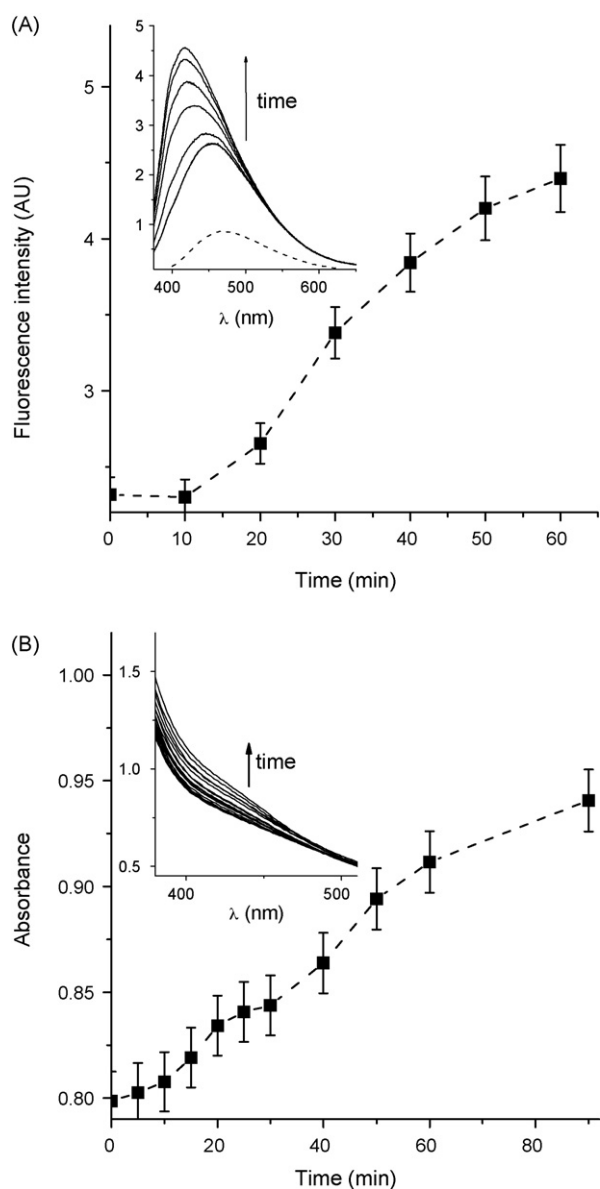 (A)
Fluorescence intensity (AU)
5
4
3
0 10 20 30 40 50 60
Time (min)
5
4
3
2
1
time
400 500 600
λ (nm)
(B)
Absorbance
1.00
0.95
0.90
0.85
0.80
0 20 40 60 80
Time (min)
1.5
1.0
0.5
time
400 500
λ (nm)